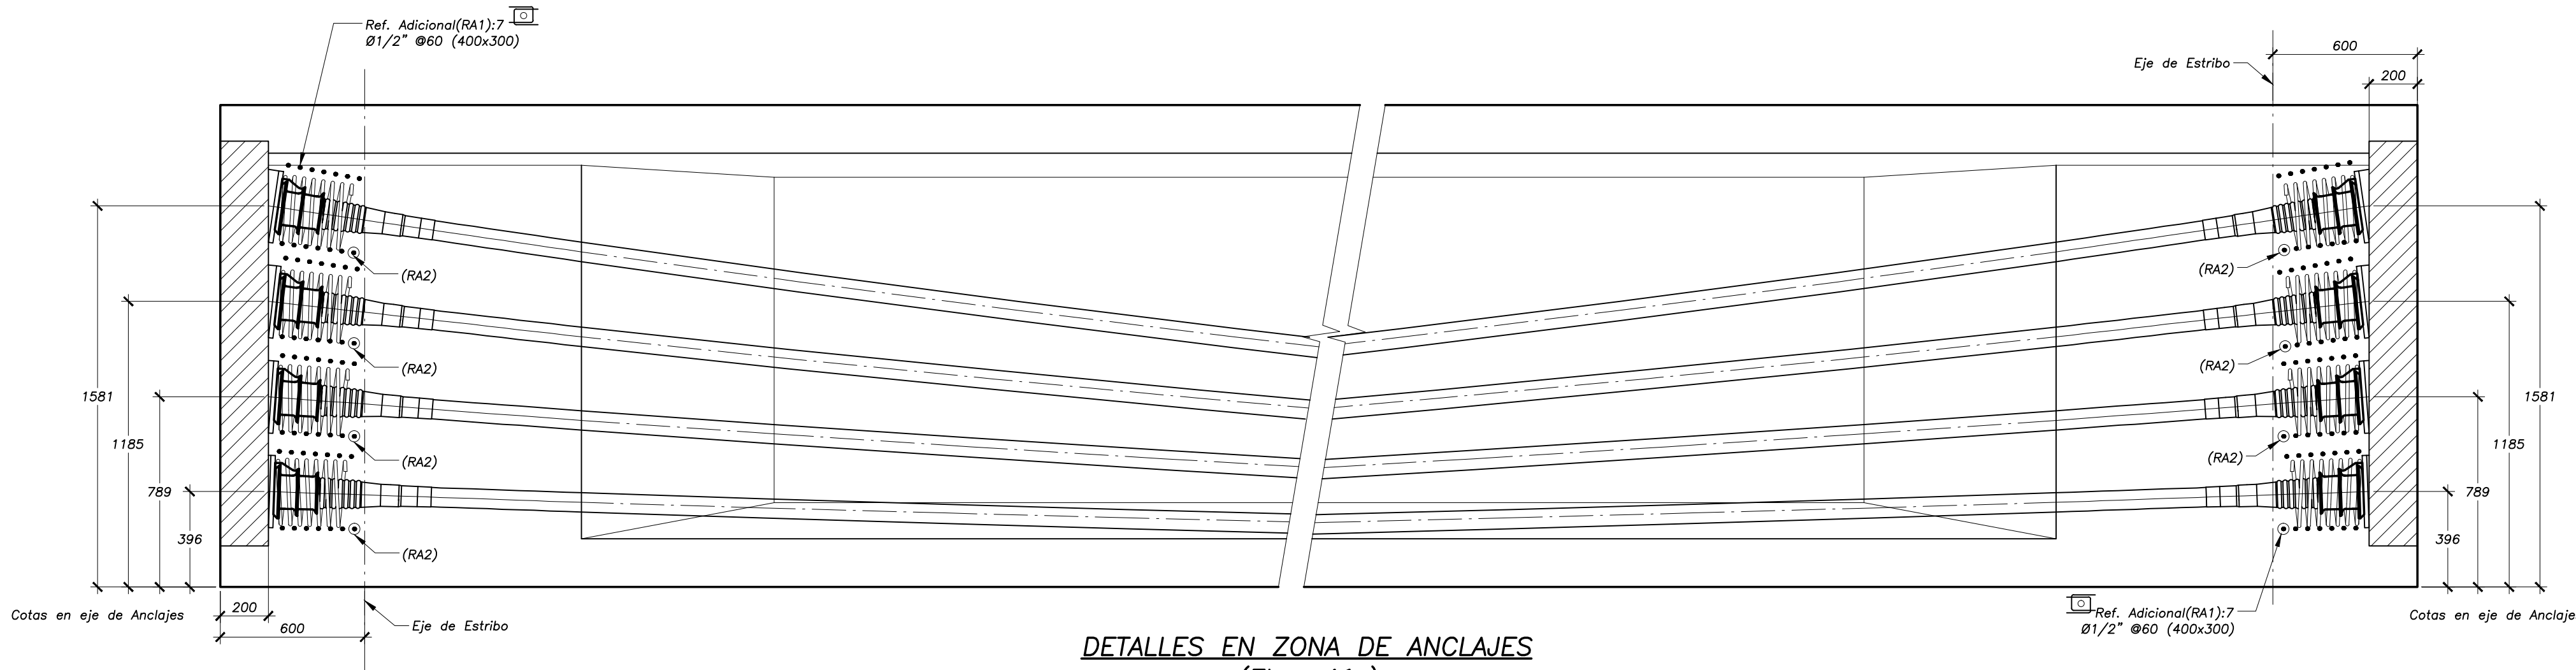 Ref. Adicional(RA1):7
Ø1/2" @60 (400x300)
600
Eje de Estribo
200
(RA2)
(RA2)
1581
1581
(RA2)
(RA2)
1185
1185
(RA2)
(RA2)
789
789
396
396
(RA2)
Cotas en eje de Anclajes
200
600
Eje de Estribo
Ref. Adicional(RA1):7
Ø1/2" @60 (400x300)
Cotas en eje de Anclaje
DETALLES EN ZONA DE ANCLAJES